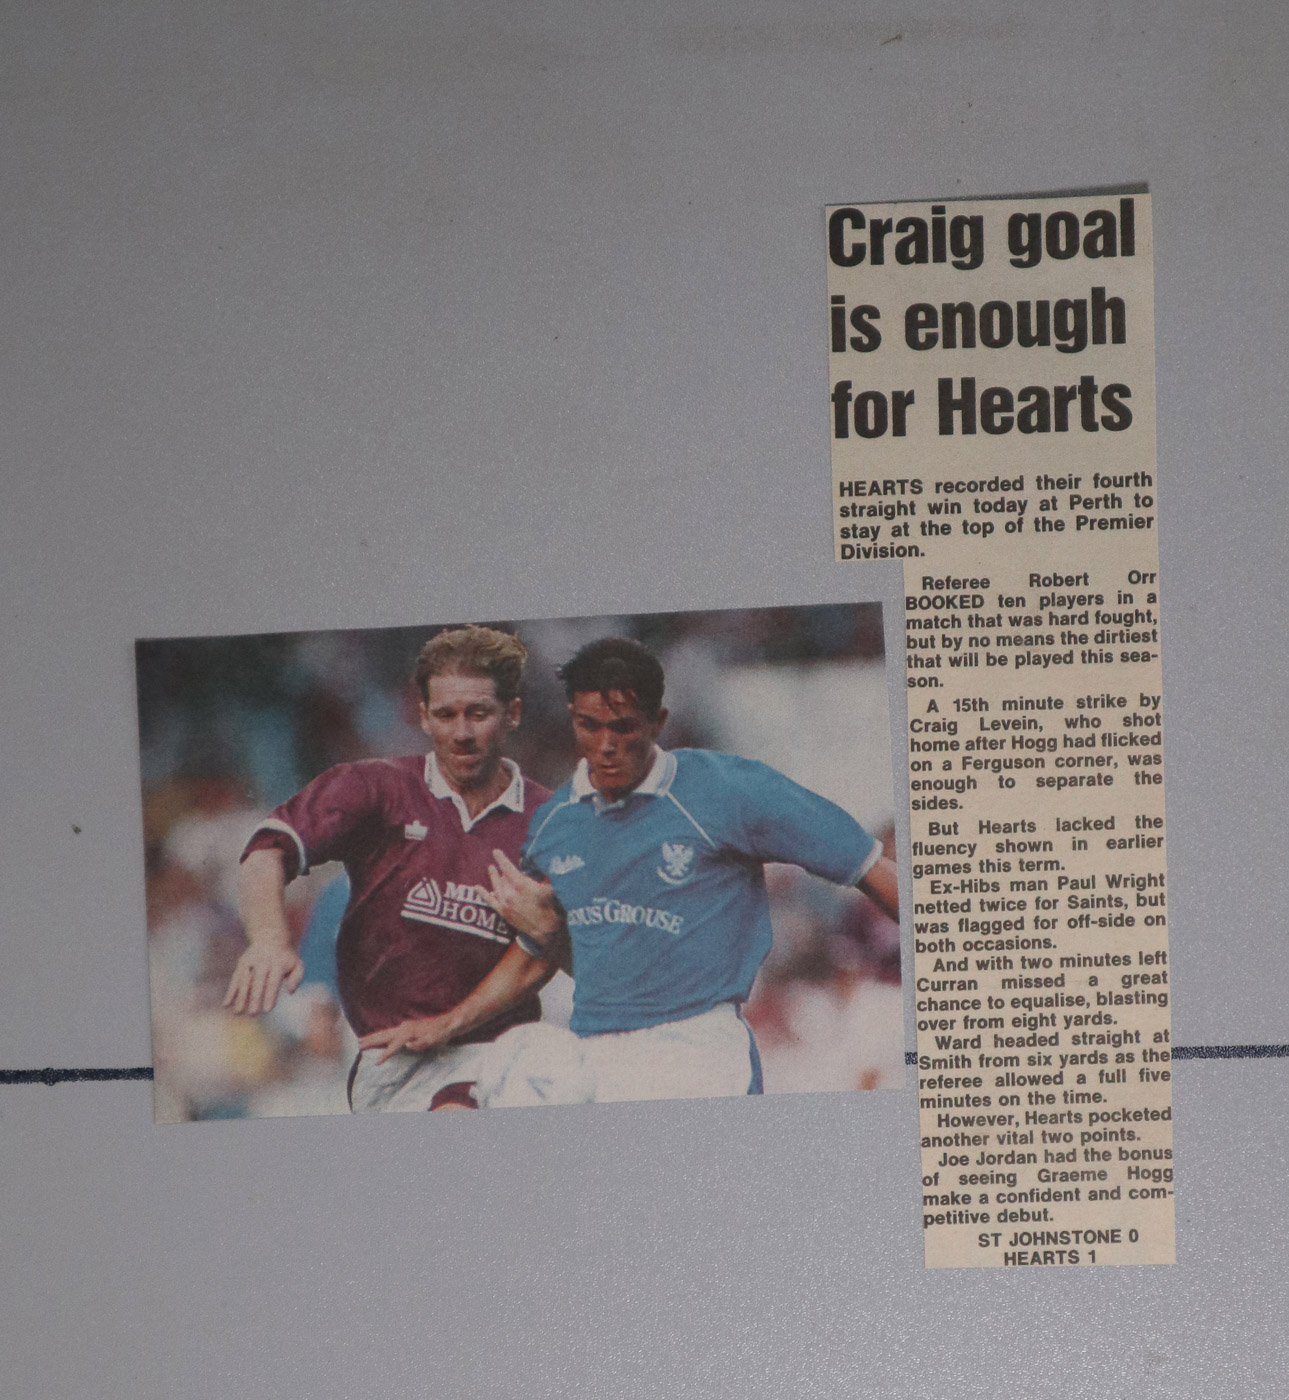 Craig goal
is enough
for Hearts
HEARTS recorded their fourth
straight win today at Perth to
stay at the top of the Premier
Division.
Referee Robert Orr
BOOKED ten players in a
match that was hard fought,
but by no means the dirtiest
that will be played this sea-
son.
A 15th minute strike by
Craig Levein, who shot
home after Hogg had flicked
on a Ferguson corner, was
enough to separate the
sides.
But Hearts lacked the
fluency shown in earlier
games this term.
Ex-Hibs man Paul Wright
netted twice for Saints, but
was flagged for off-side on
both occasions.
And with two minutes left
Curran missed a great
chance to equalise, blasting
over from eight yards.
Ward headed straight at
Smith from six yards as the
referee allowed a full five
minutes on the time.
However, Hearts pocketed
another vital two points.
Joe Jordan had the bonus
of seeing Graeme Hogg
make a confident and com-
petitive debut.
ST JOHNSTONE 0
HEARTS 1
HOME
GROUSE